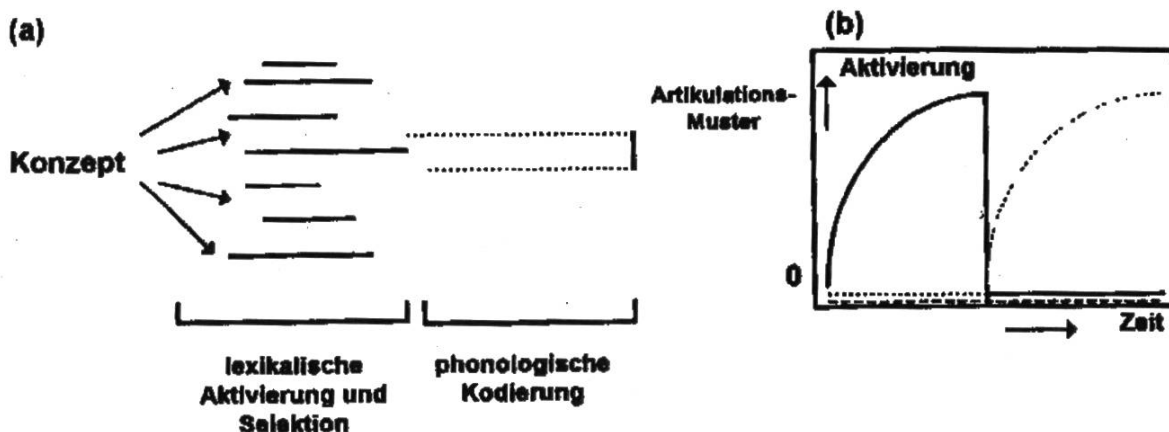 (a)
Konzept
lexikalische
Aktivierung und
Selektion
phonologische
Kodierung
(b)
Artikulations-
Muster
Aktivierung
0
Zeit